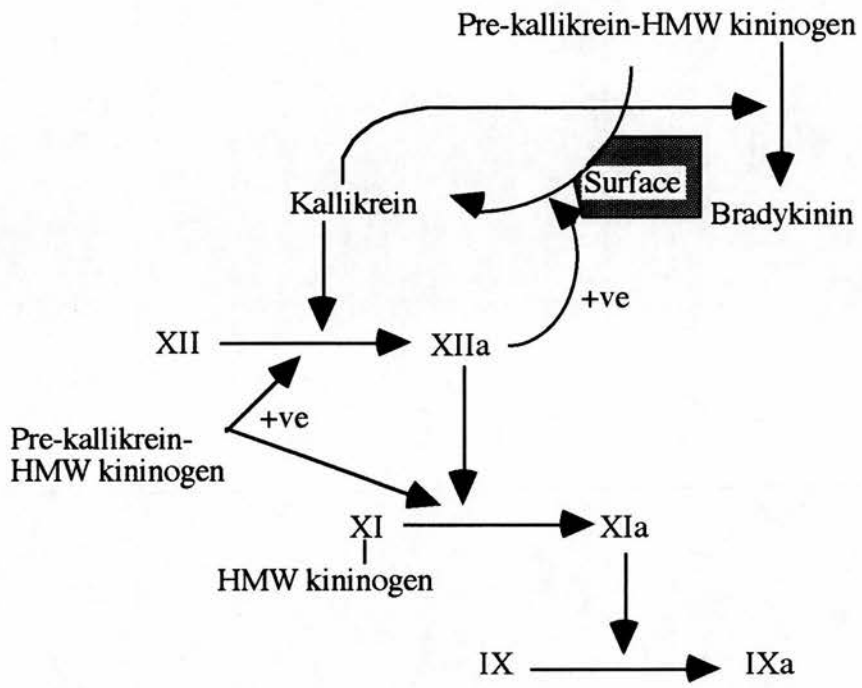 Pre-kallikrein-HMW kininogen
Surface
Kallikrein
Bradykinin
+ve
XII
XIIa
+ve
Pre-kallikrein-
HMW kininogen
XI
XIa
HMW kininogen
IX
IXa